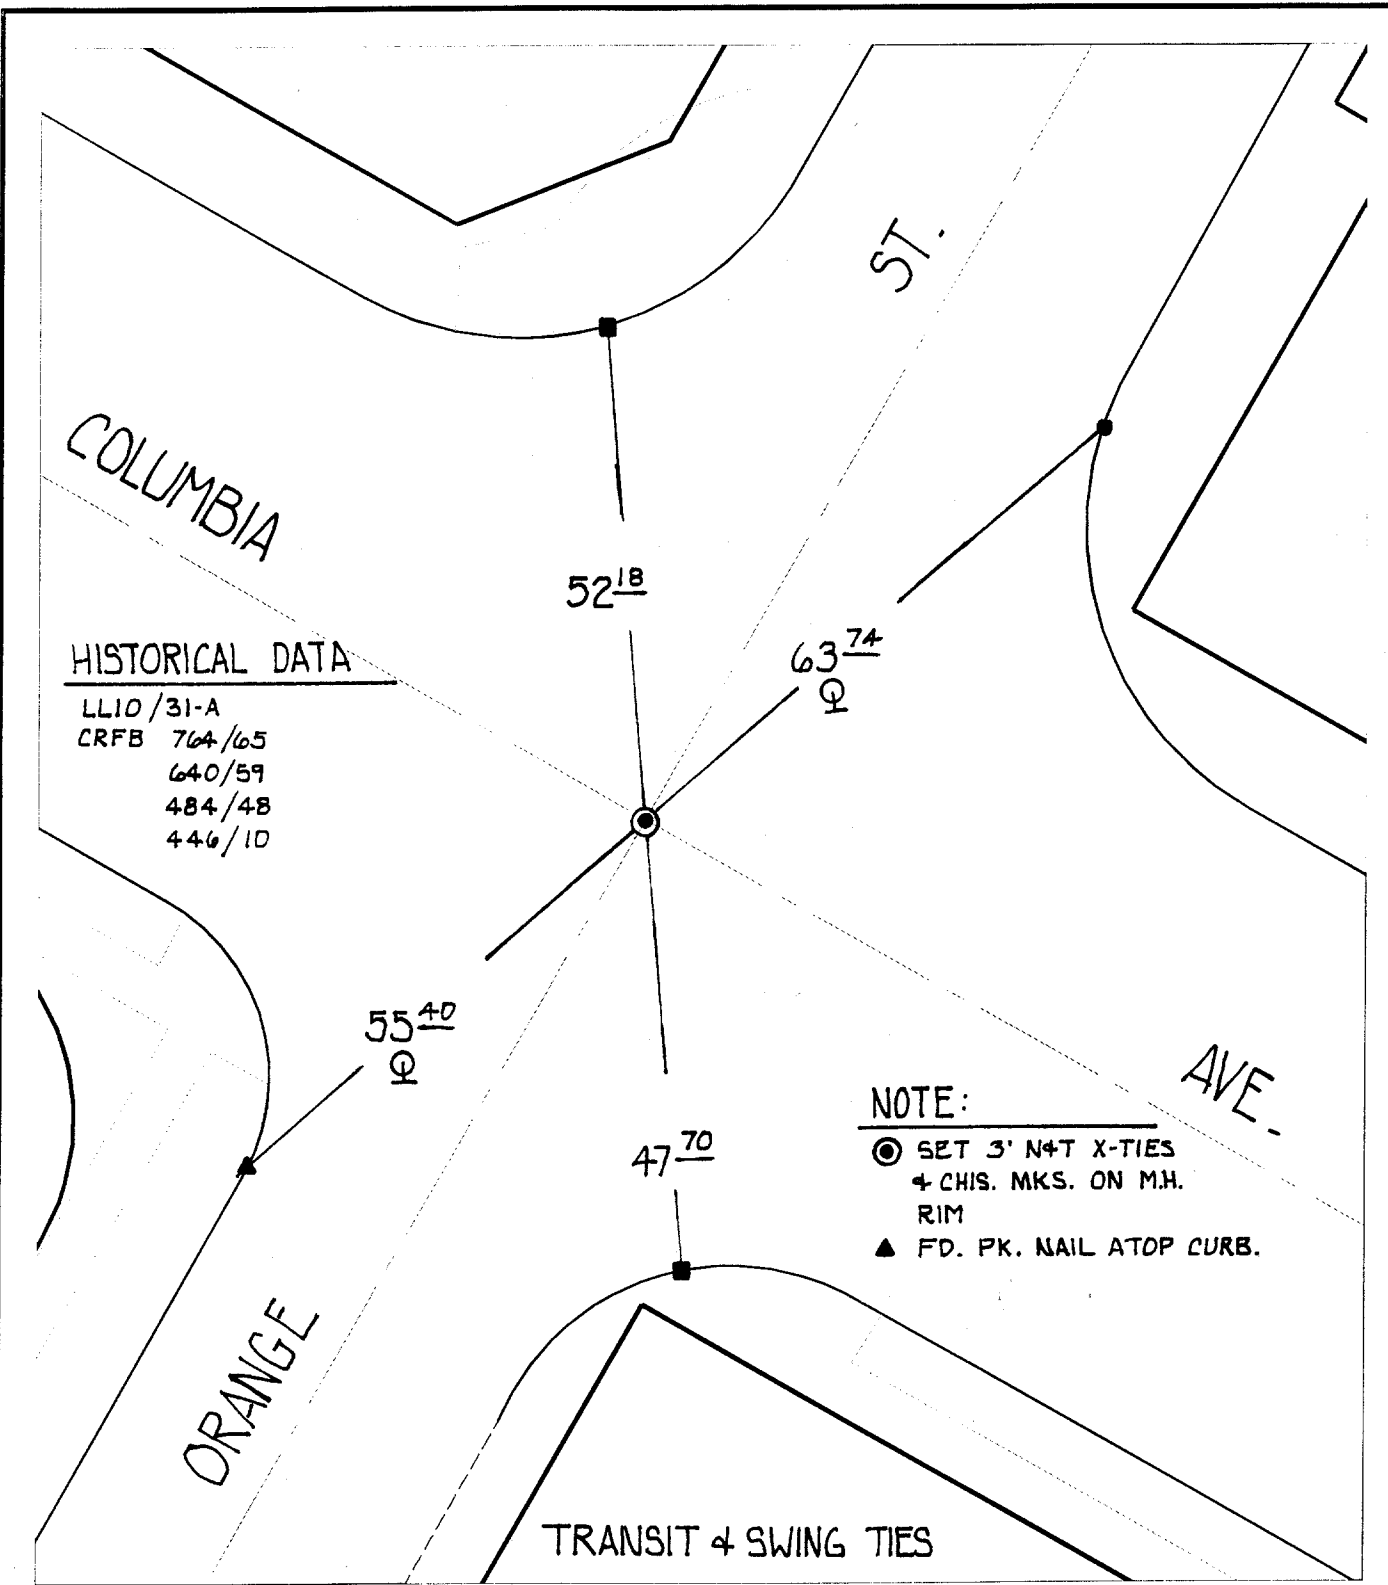 ST.
COLUMBIA
52 18
HISTORICAL DATA
63 74
LL10/31-A
CRFB 764/65
640/59
484/48
446/10
55 40
AVE.
NOTE:
SET 3' N&T X-TIES
& CHIS. MKS. ON M.H.
RIM
FD. PK. NAIL ATOP CURB.
47 70
ORANGE
TRANSIT & SWING TIES